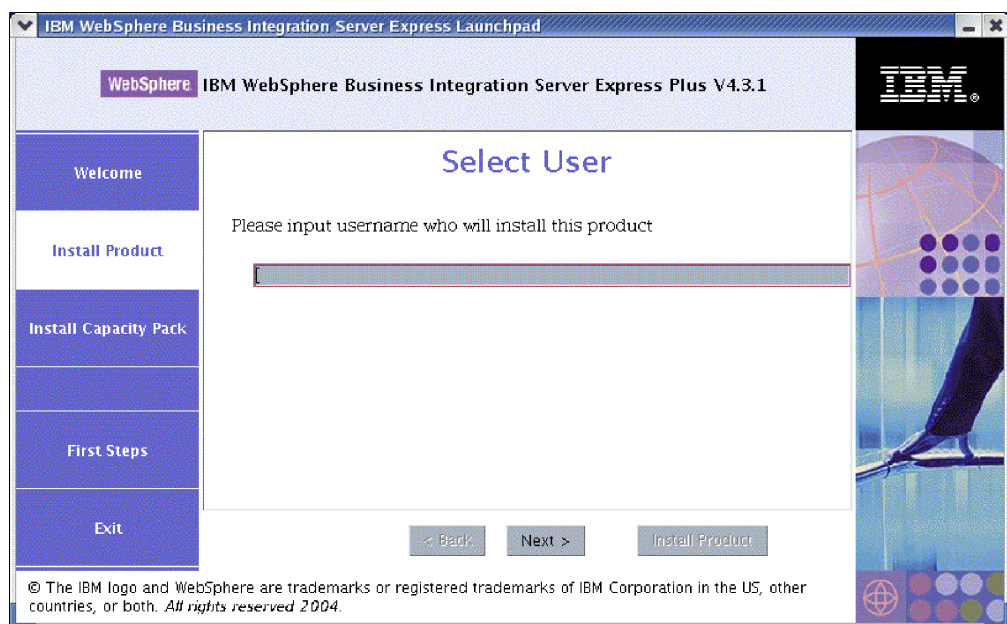 IBM WebSphere Business Integration Server Express Launchpad
WebSphere. IBM WebSphere Business Integration Server Express Plus V4.3.1
IBM®
Welcome
Install Product
Install Capacity Pack
First Steps
Exit
Select User
Please input username who will install this product
< Back
Next >
Install Product
© The IBM logo and WebSphere are trademarks or registered trademarks of IBM Corporation in the US, other
countries, or both. All rights reserved 2004.